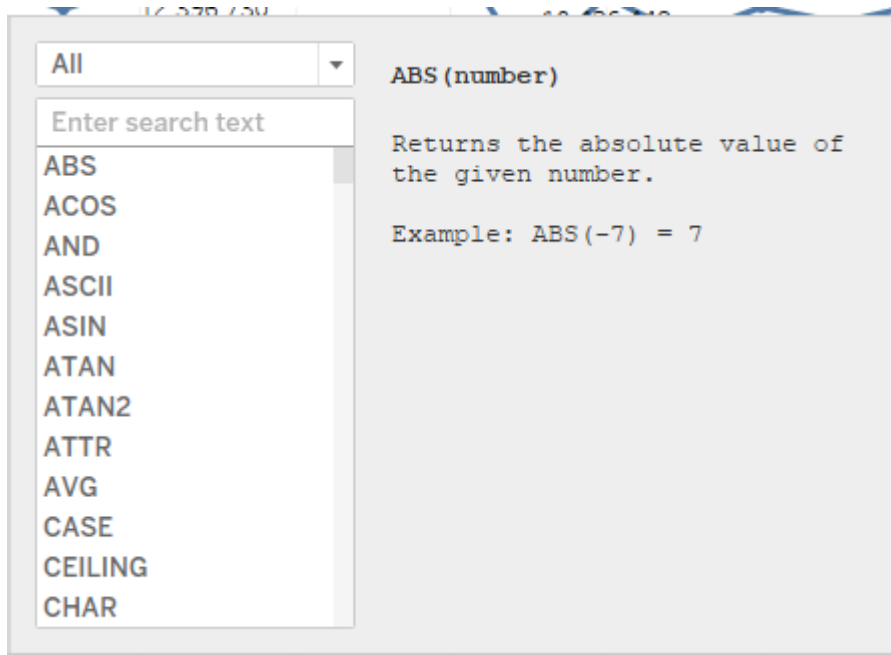 All
Enter search text
ABS
ACOS
AND
ASCII
ASIN
ATAN
ATAN2
ATTR
AVG
CASE
CEILING
CHAR
ABS(number)
Returns the absolute value of
the given number.
Example: ABS(-7) = 7